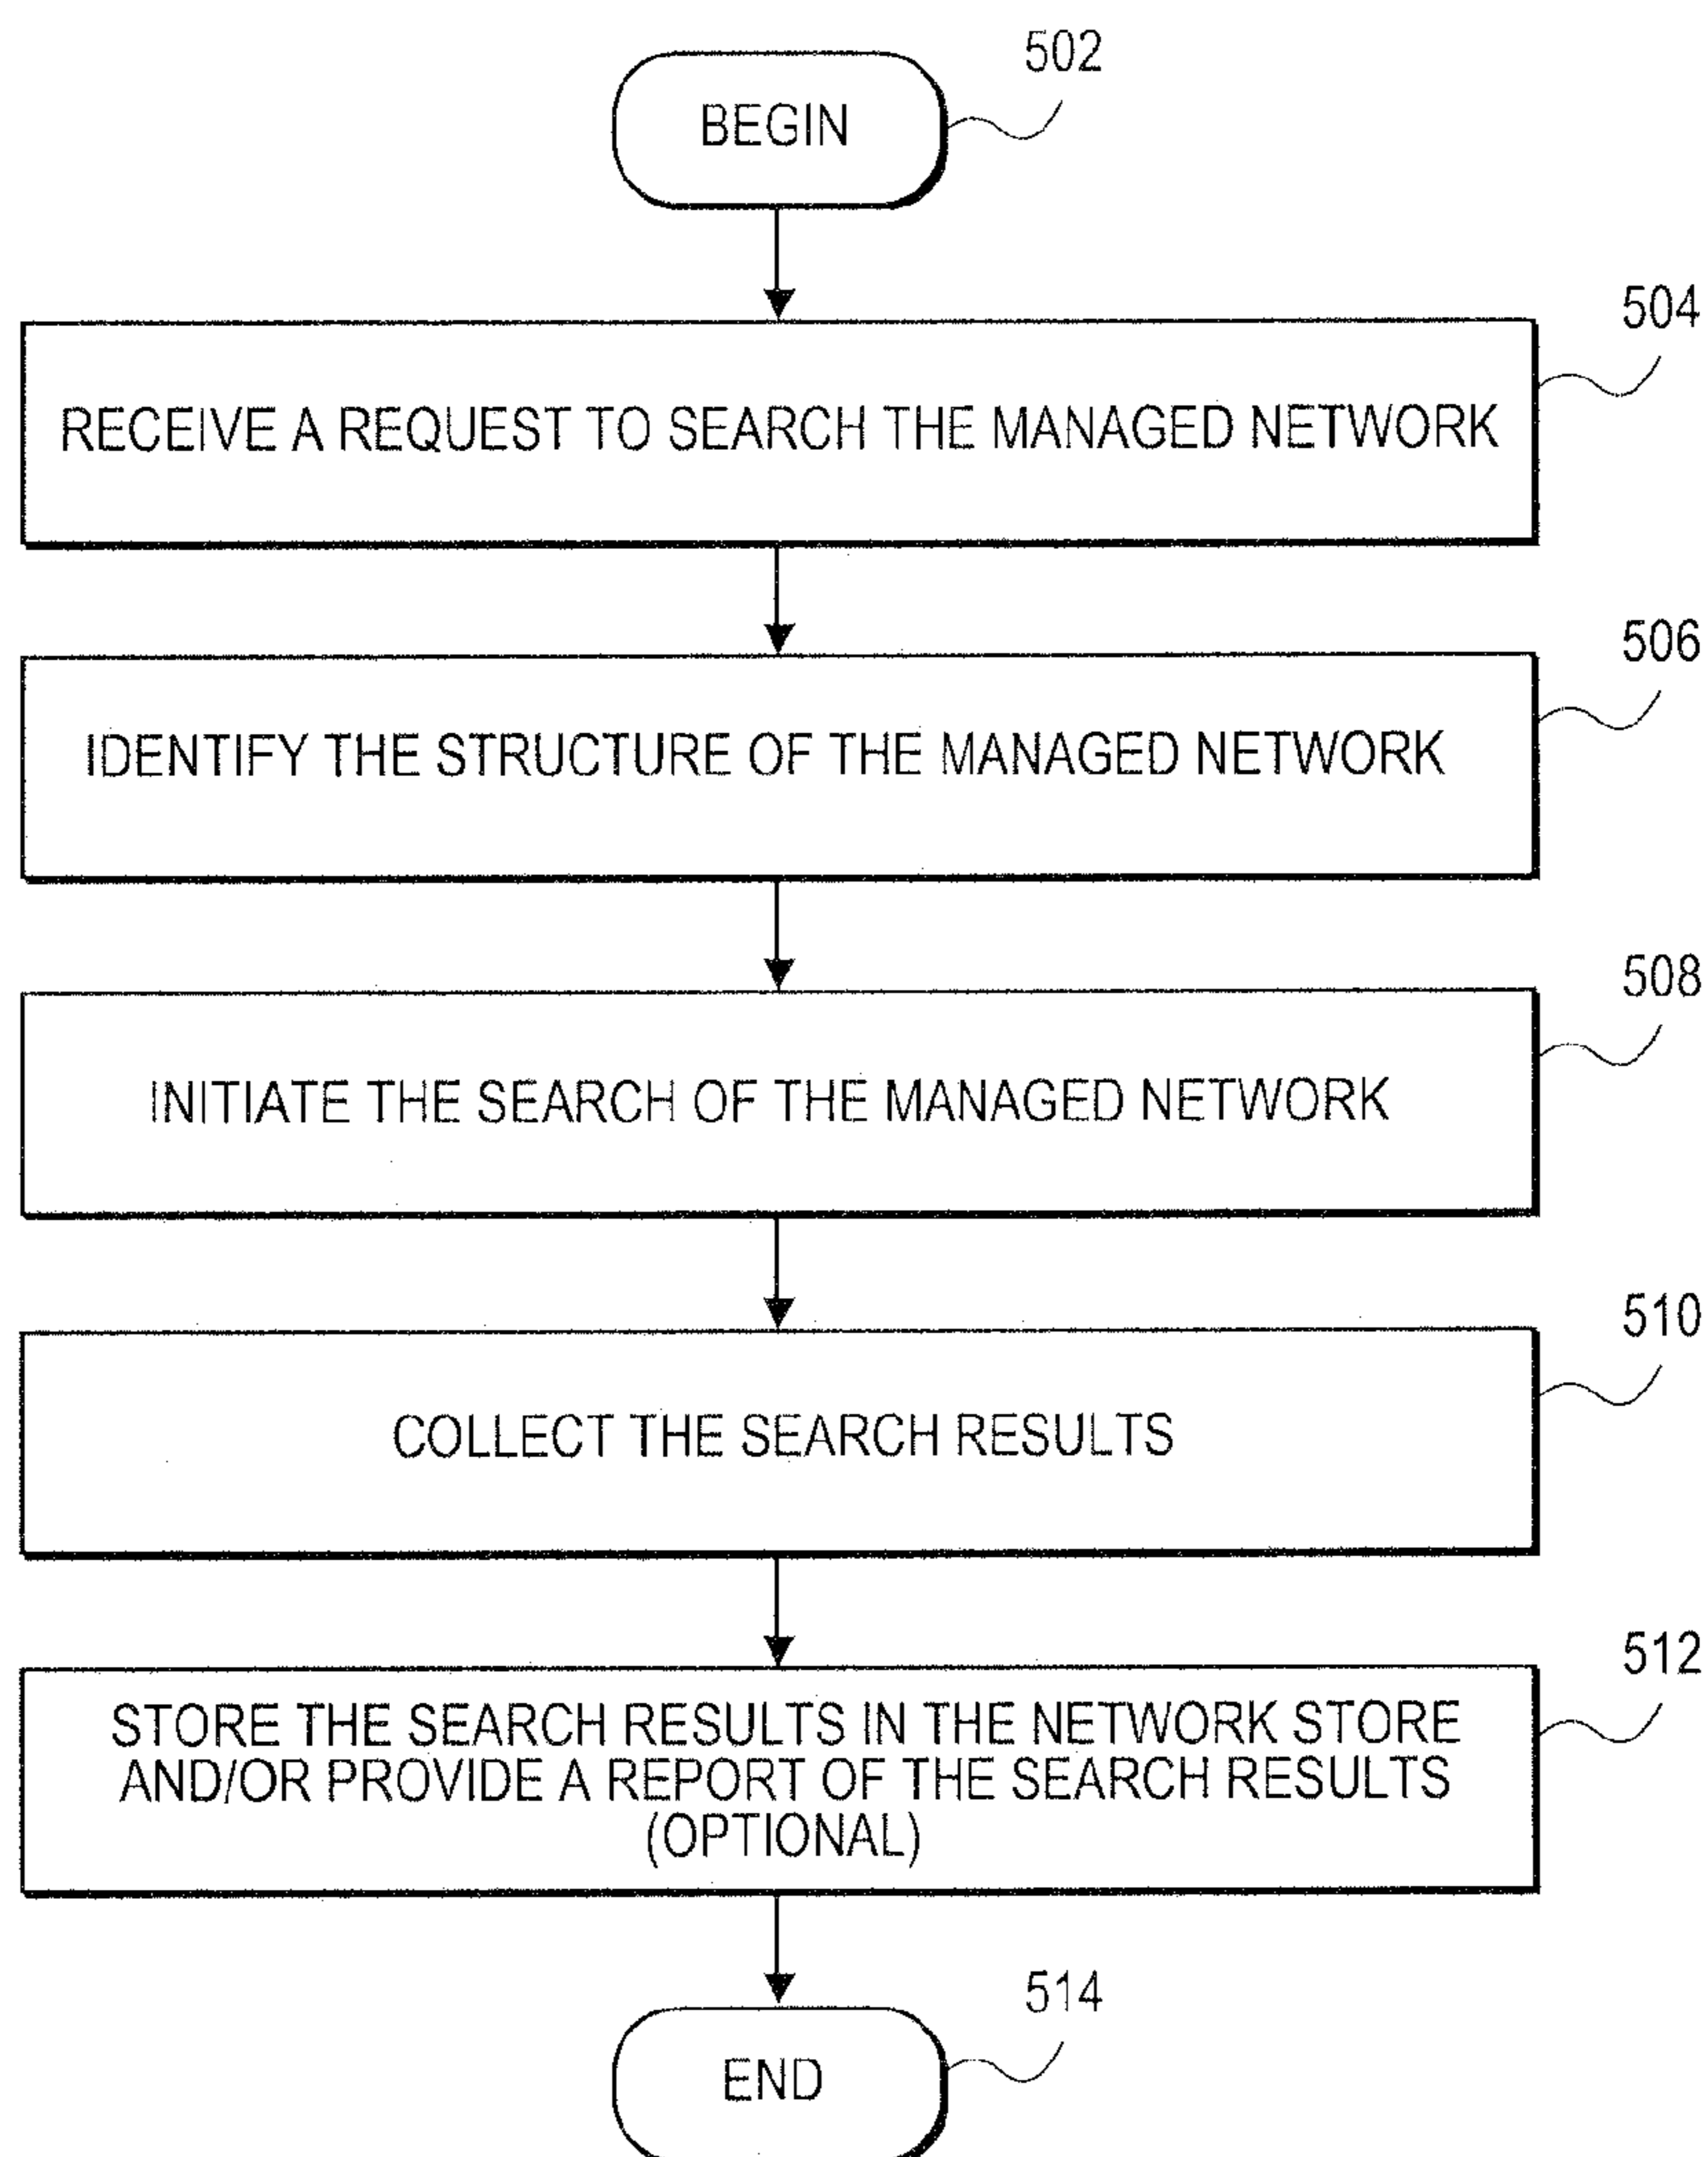 502
BEGIN
504
RECEIVE A REQUEST TO SEARCH THE MANAGED NETWORK
506
IDENTIFY THE STRUCTURE OF THE MANAGED NETWORK
508
INITIATE THE SEARCH OF THE MANAGED NETWORK
510
COLLECT THE SEARCH RESULTS
512
STORE THE SEARCH RESULTS IN THE NETWORK STORE
AND/OR PROVIDE A REPORT OF THE SEARCH RESULTS
(OPTIONAL)
514
END